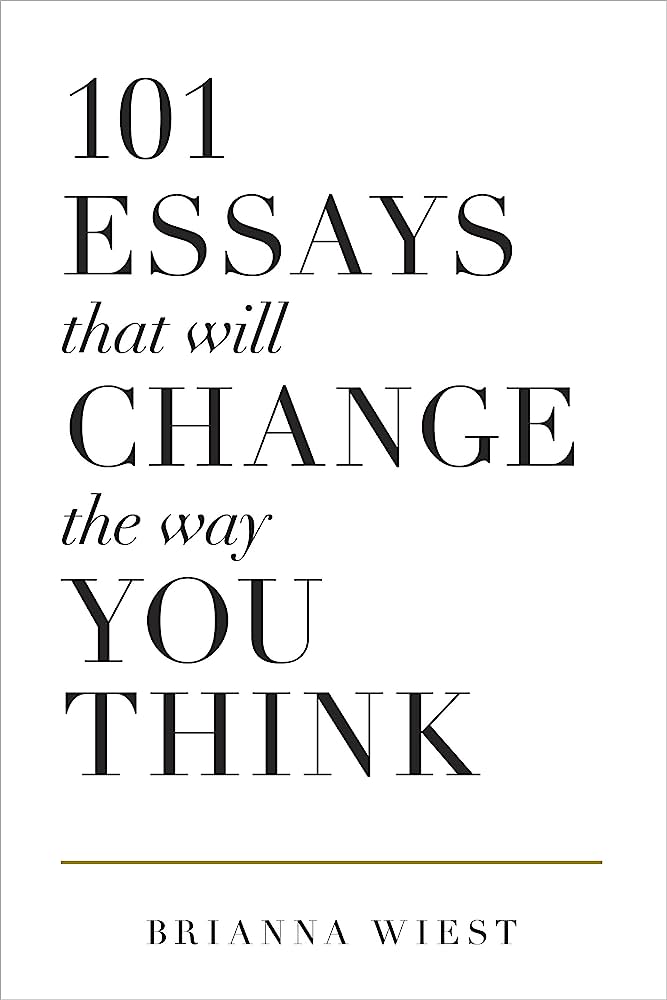 101
ESSAYS
that will
CHANGE
the way
YOU
THINK
BRIANNA WIEST